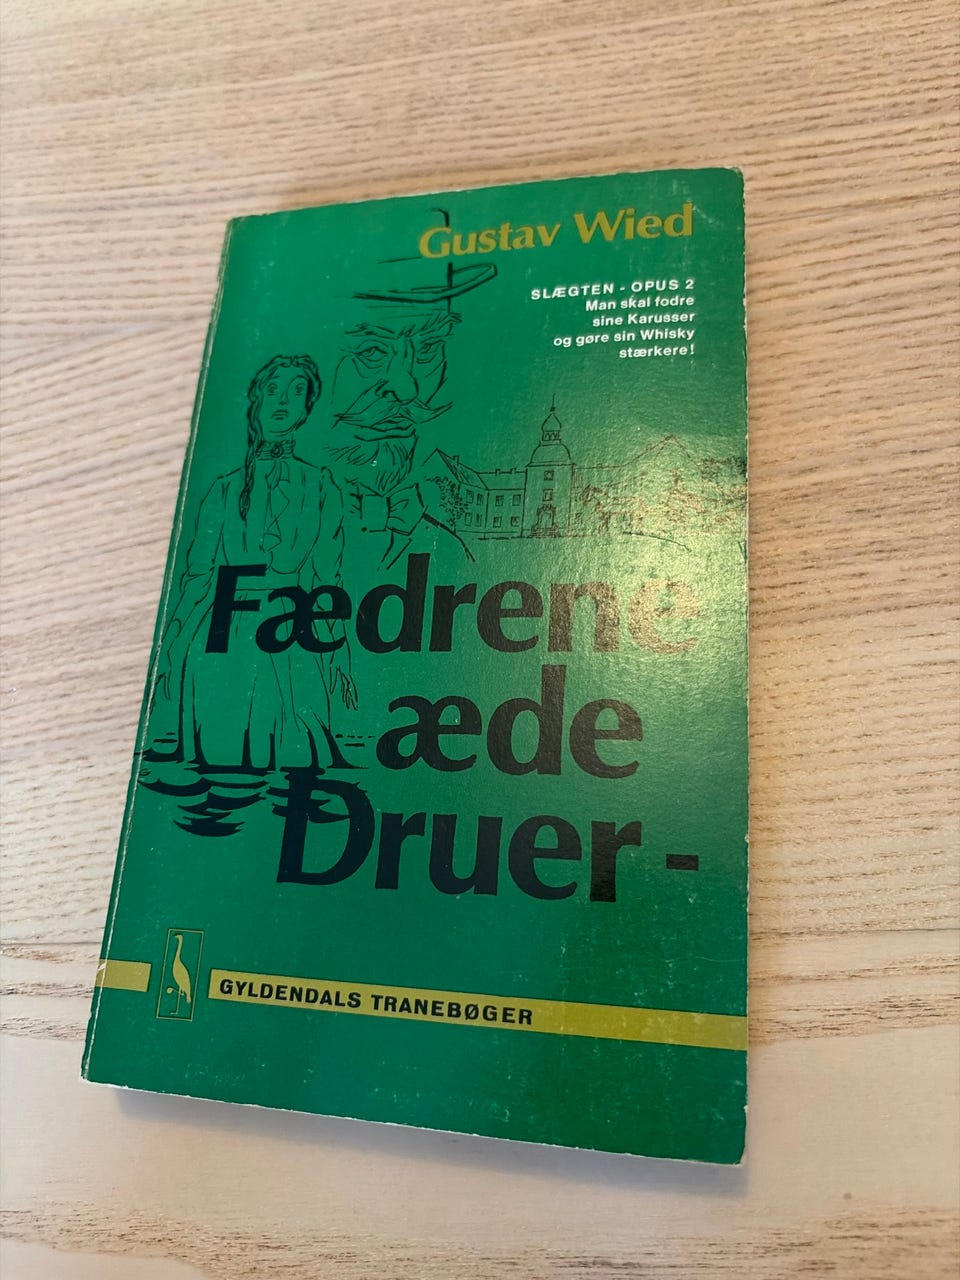 Gustav Wied
SLÆGTEN - OPUS 2
Man skal fodre
sine Karusser
og gøre sin Whisky
stærkere!
Fædrene
æde
Druer -
GYLDENDALS TRANEBØGER